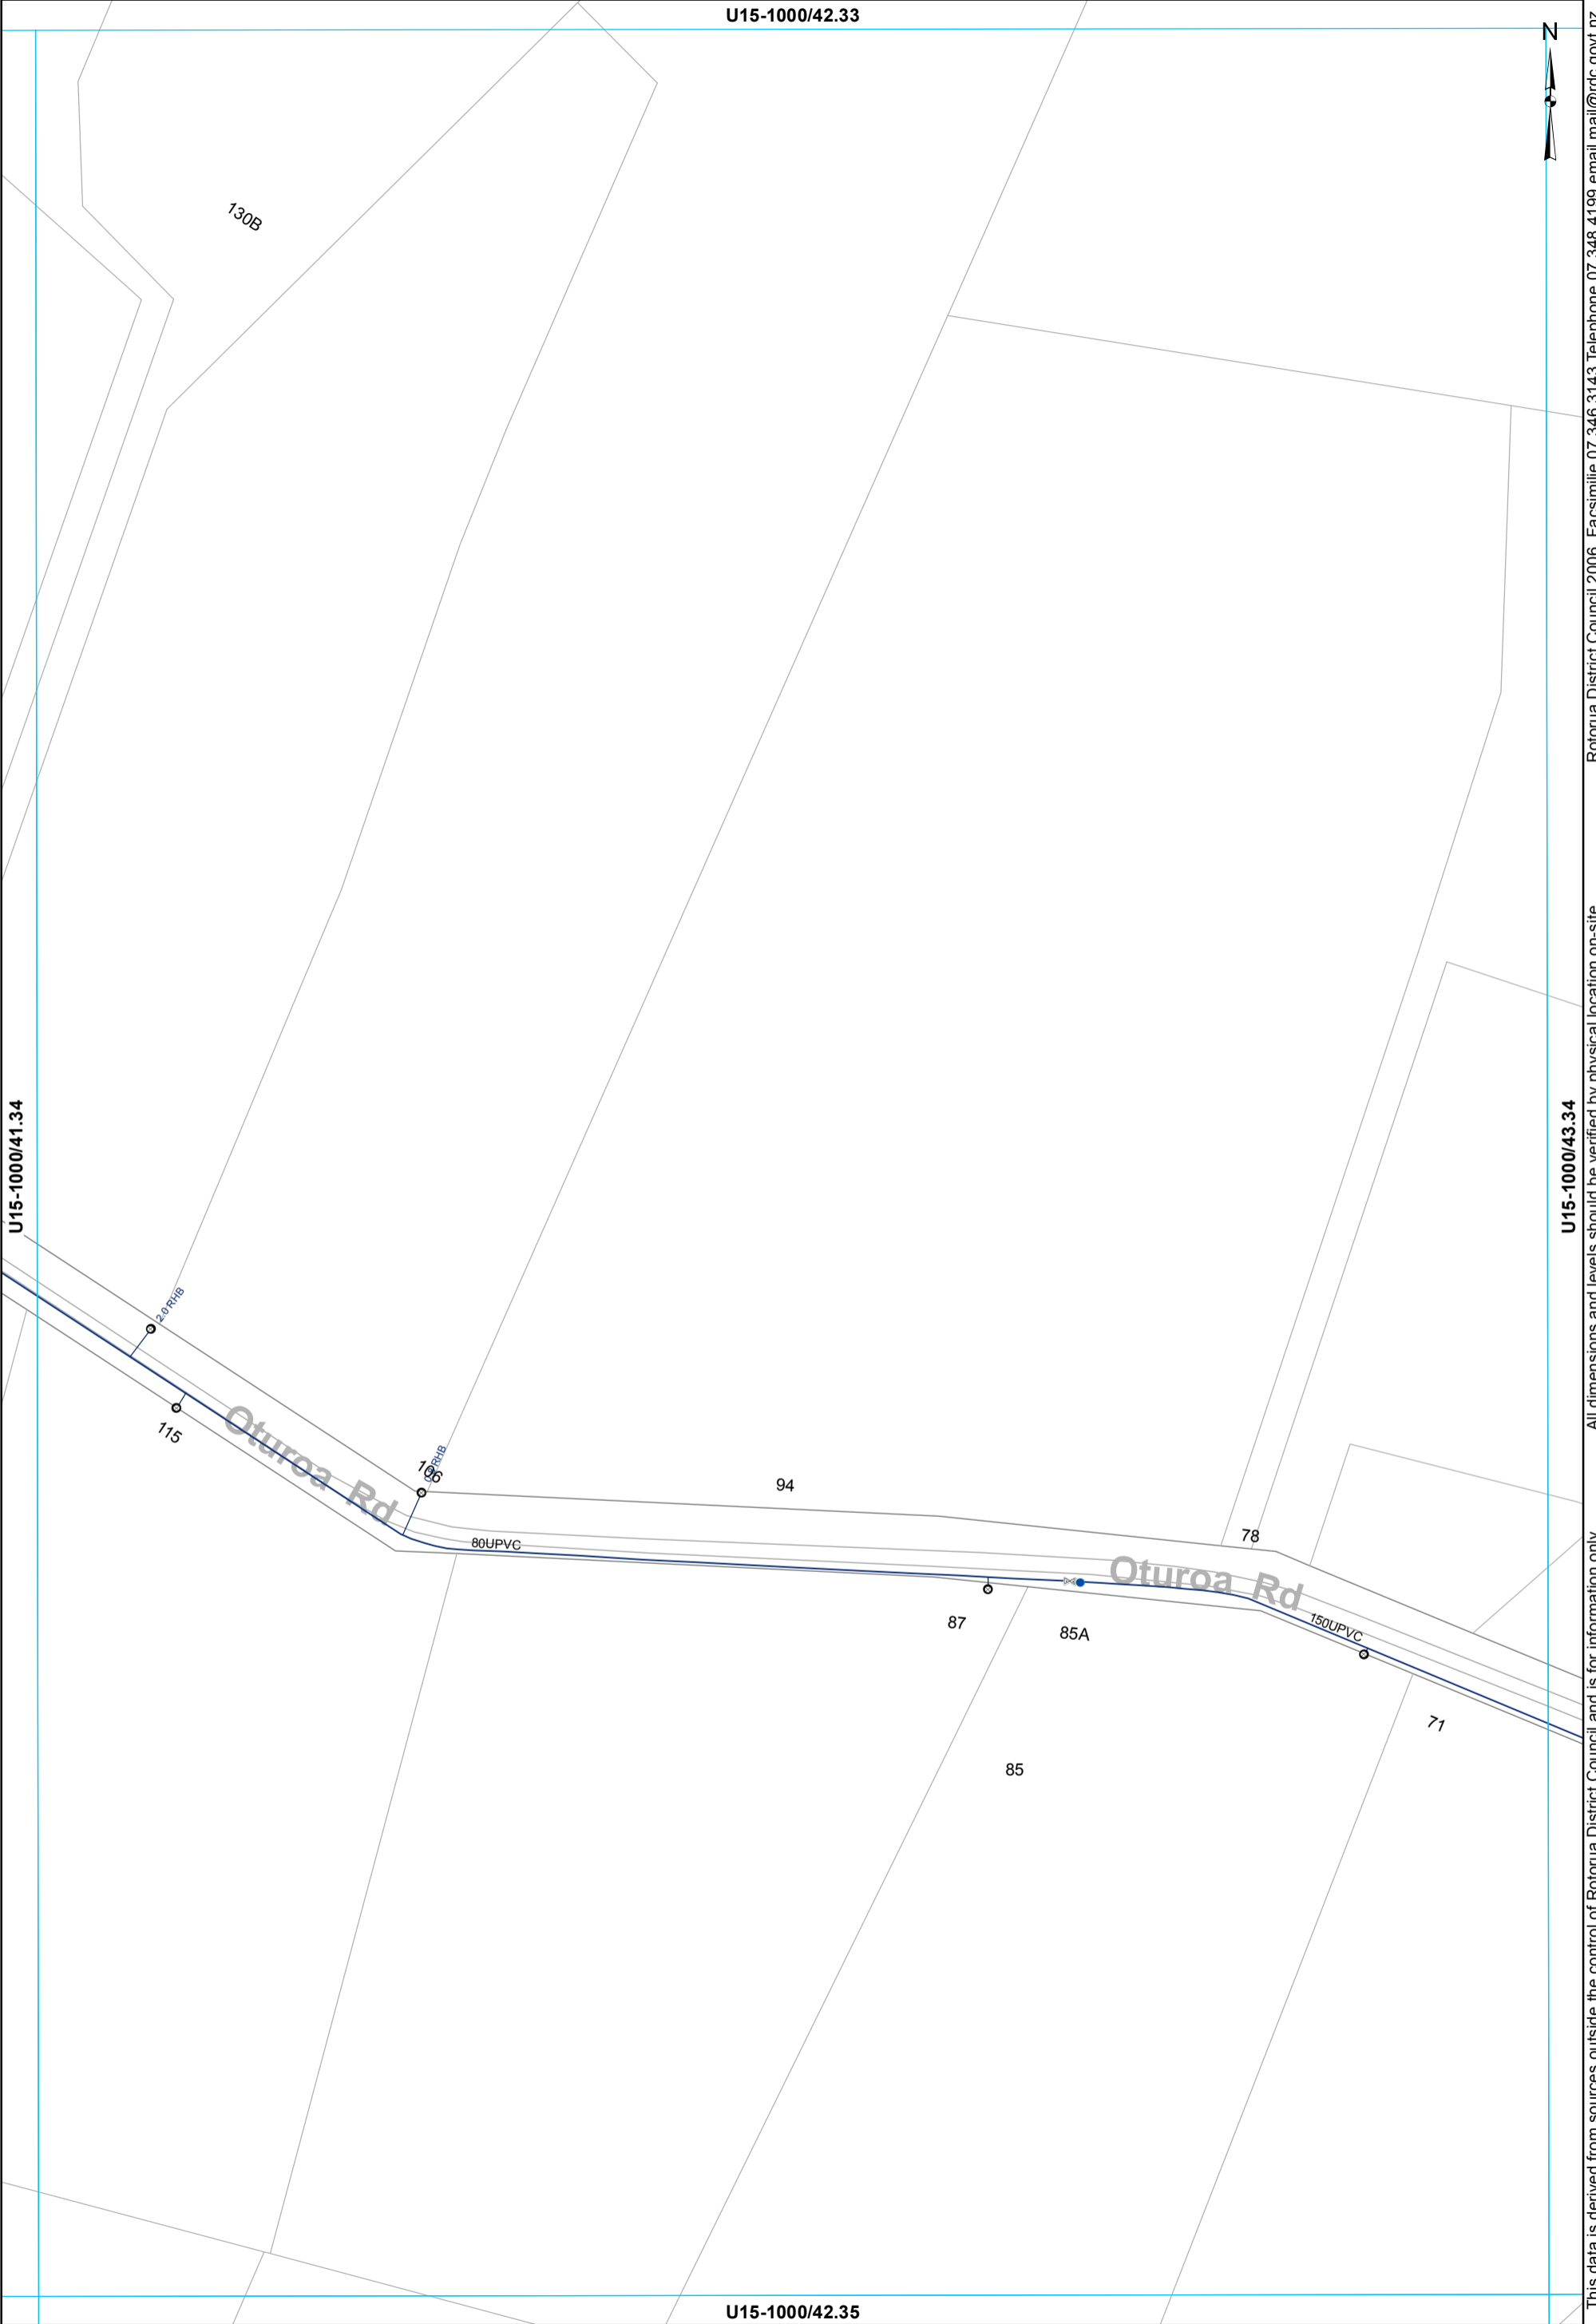 U15-1000/42.33
N
130B
U15-1000/41.34
U15-1000/43.34
2.0 RHB
115
Oturoa Rd
106
RHB
94
80UPVC
78
Oturoa Rd
87
85A
150UPVC
71
85
U15-1000/42.35
This data is derived from sources outside the control of Rotorua District Council and is for information only
All dimensions and levels should be verified by physical location on-site
Rotorua District Council 2006 Facsimilie 07 346 3143 Telephone 07 348 4199 email mail@rdc.govt.nz